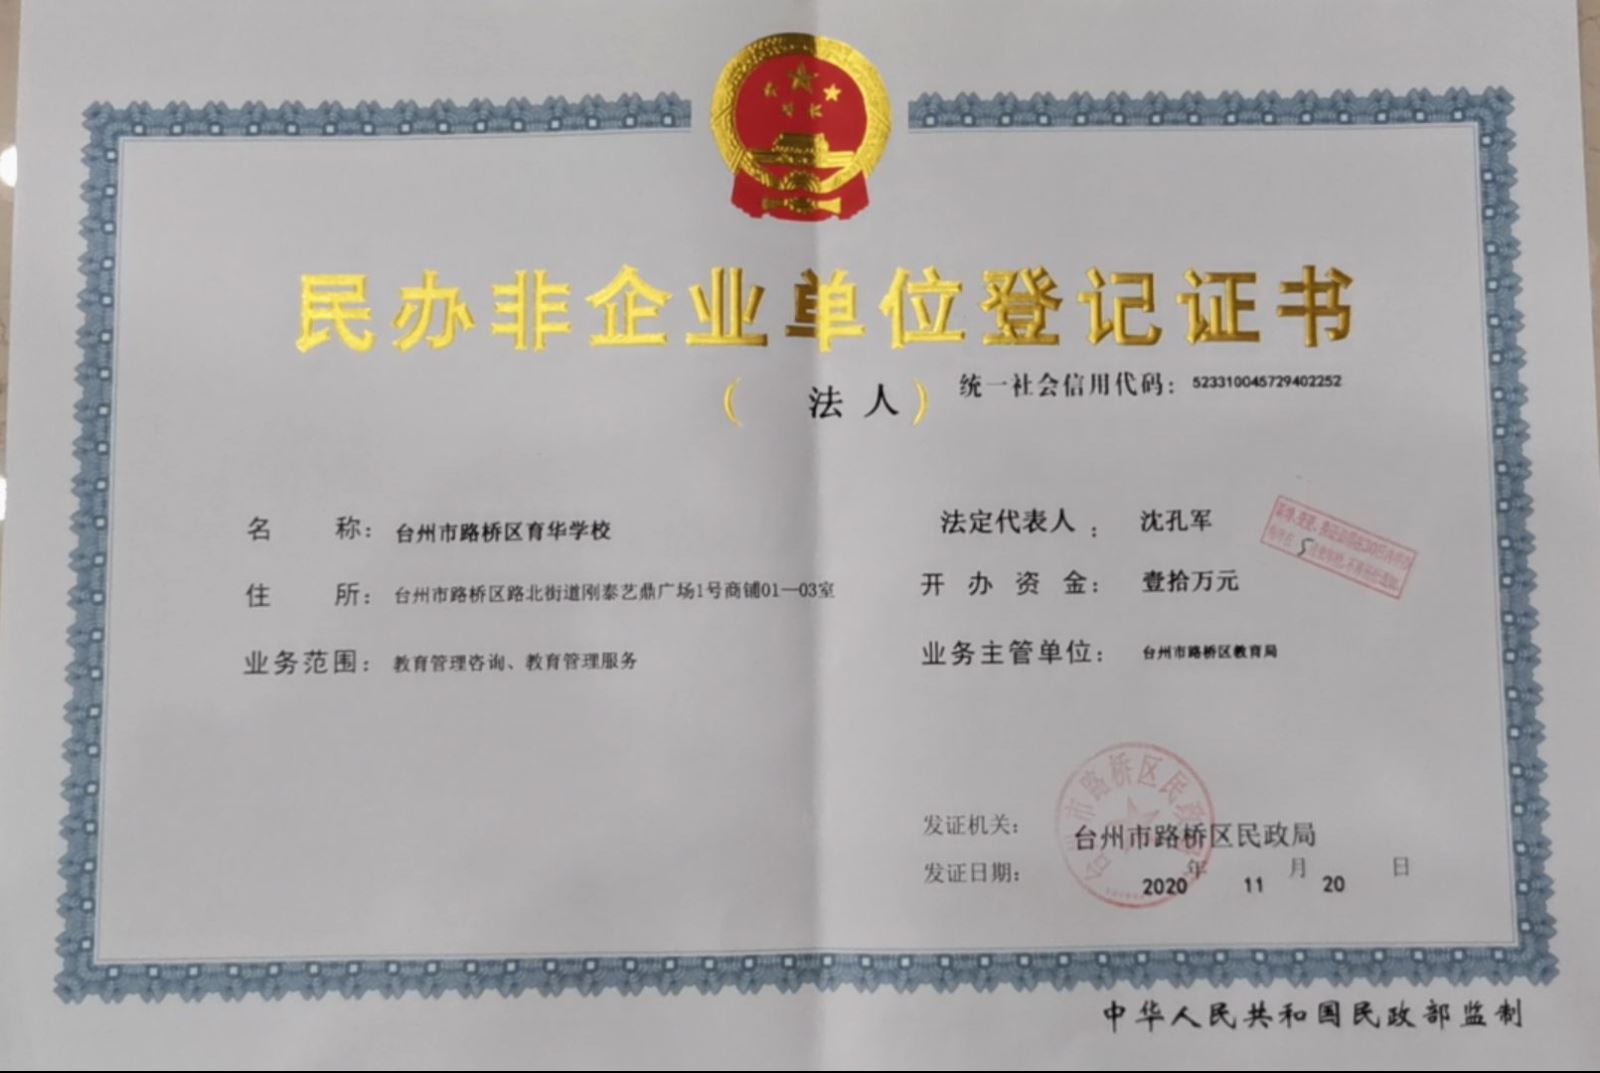 民办非企业单位登记证书
（ 法人）
统一社会信用代码：523310045729402252
名 称：台州市路桥区育华学校
住 所：台州市路桥区路北街道刚泰艺鼎广场1号商铺01—03室
业务范围：教育管理咨询、教育管理服务
法定代表人：沈孔军
开办资金：壹拾万元
业务主管单位：台州市路桥区教育局
发证机关：台州市路桥区民政局
发证日期：2020年11月20日
中华人民共和国民政部监制